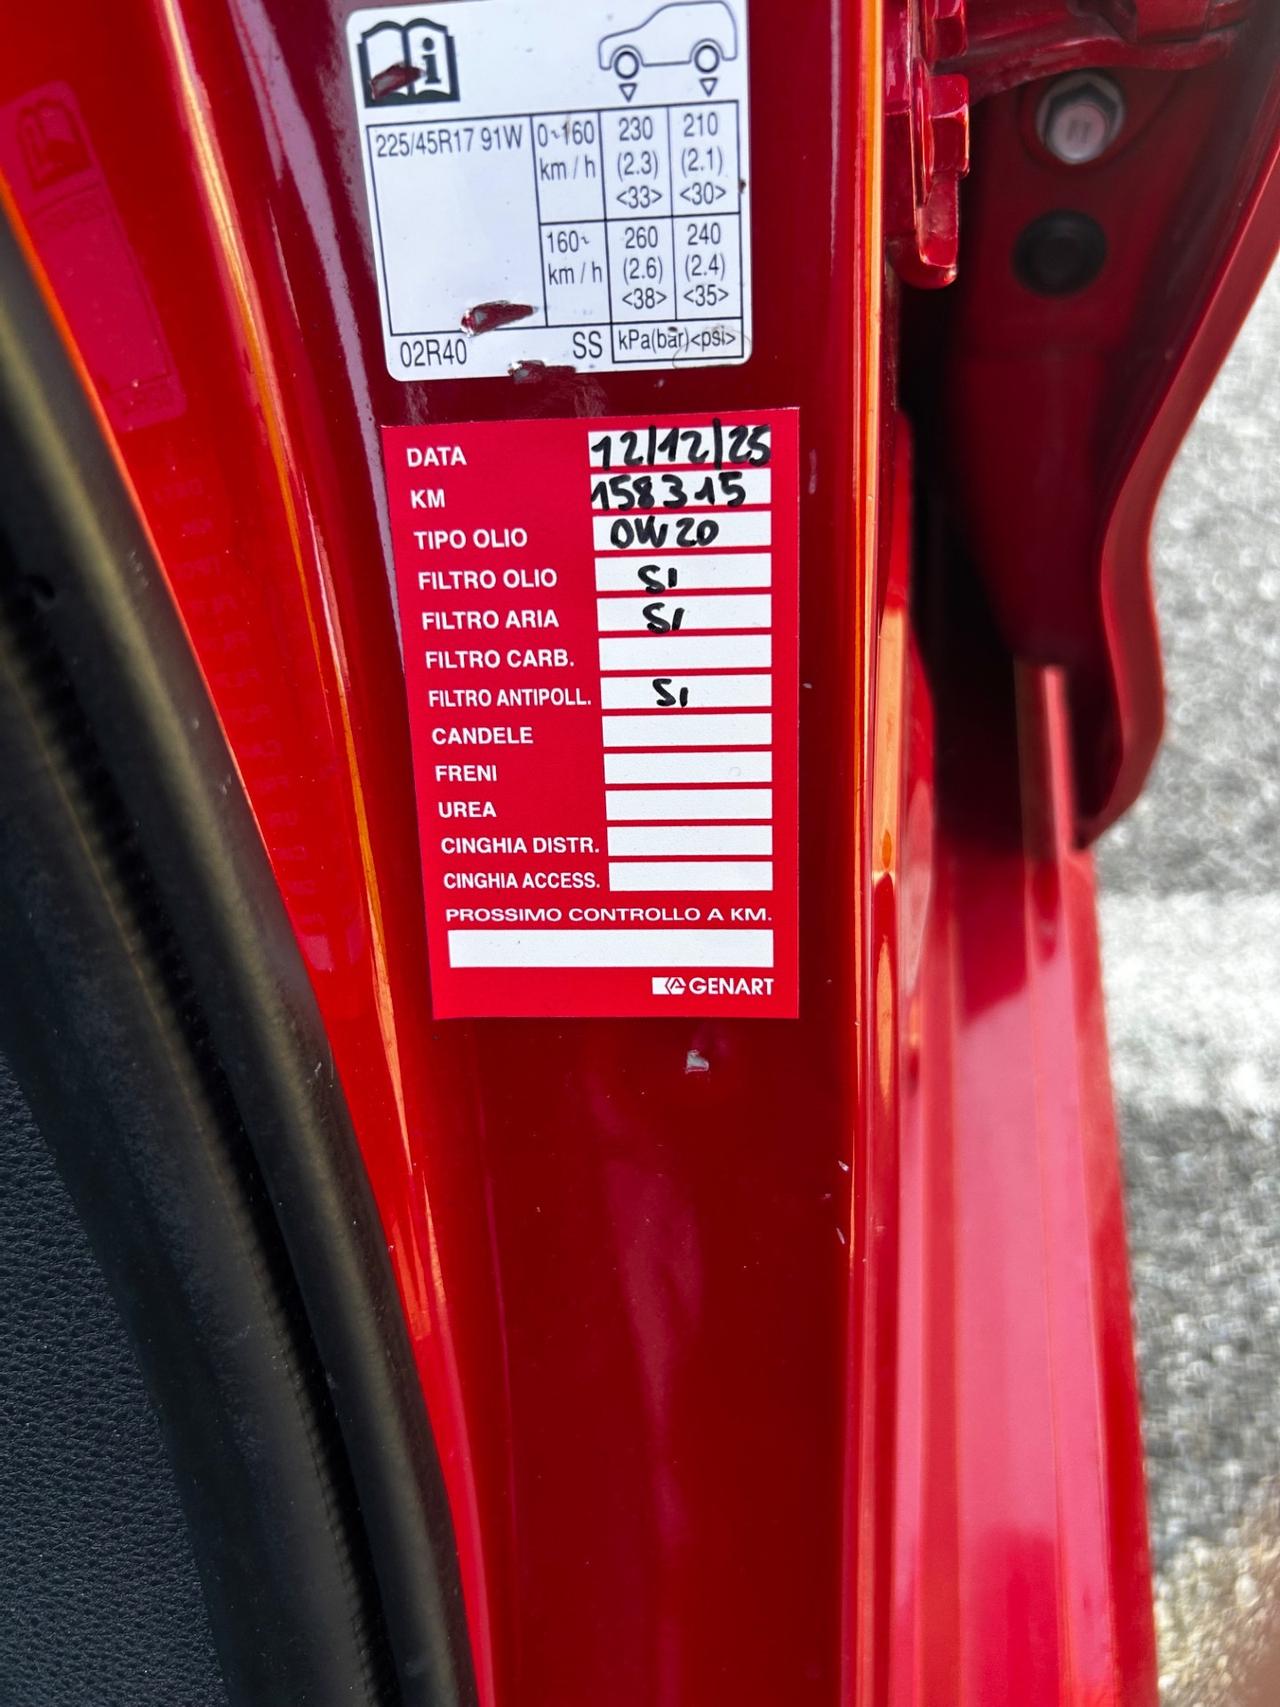 i
225/45R17 91W 0~160 km/h 230 (2.3) <33> 210 (2.1) <30>
160~ km/h 260 (2.6) <38> 240 (2.4) <35>
02R40 SS kPa(bar)<psi>
DATA 12/12/25
KM 158315
TIPO OLIO 0W20
FILTRO OLIO SI
FILTRO ARIA SI
FILTRO CARB.
FILTRO ANTIPOLL. SI
CANDELE
FRENI
UREA
CINGHIA DISTR.
CINGHIA ACCESS.
PROSSIMO CONTROLLO A KM.
GENART